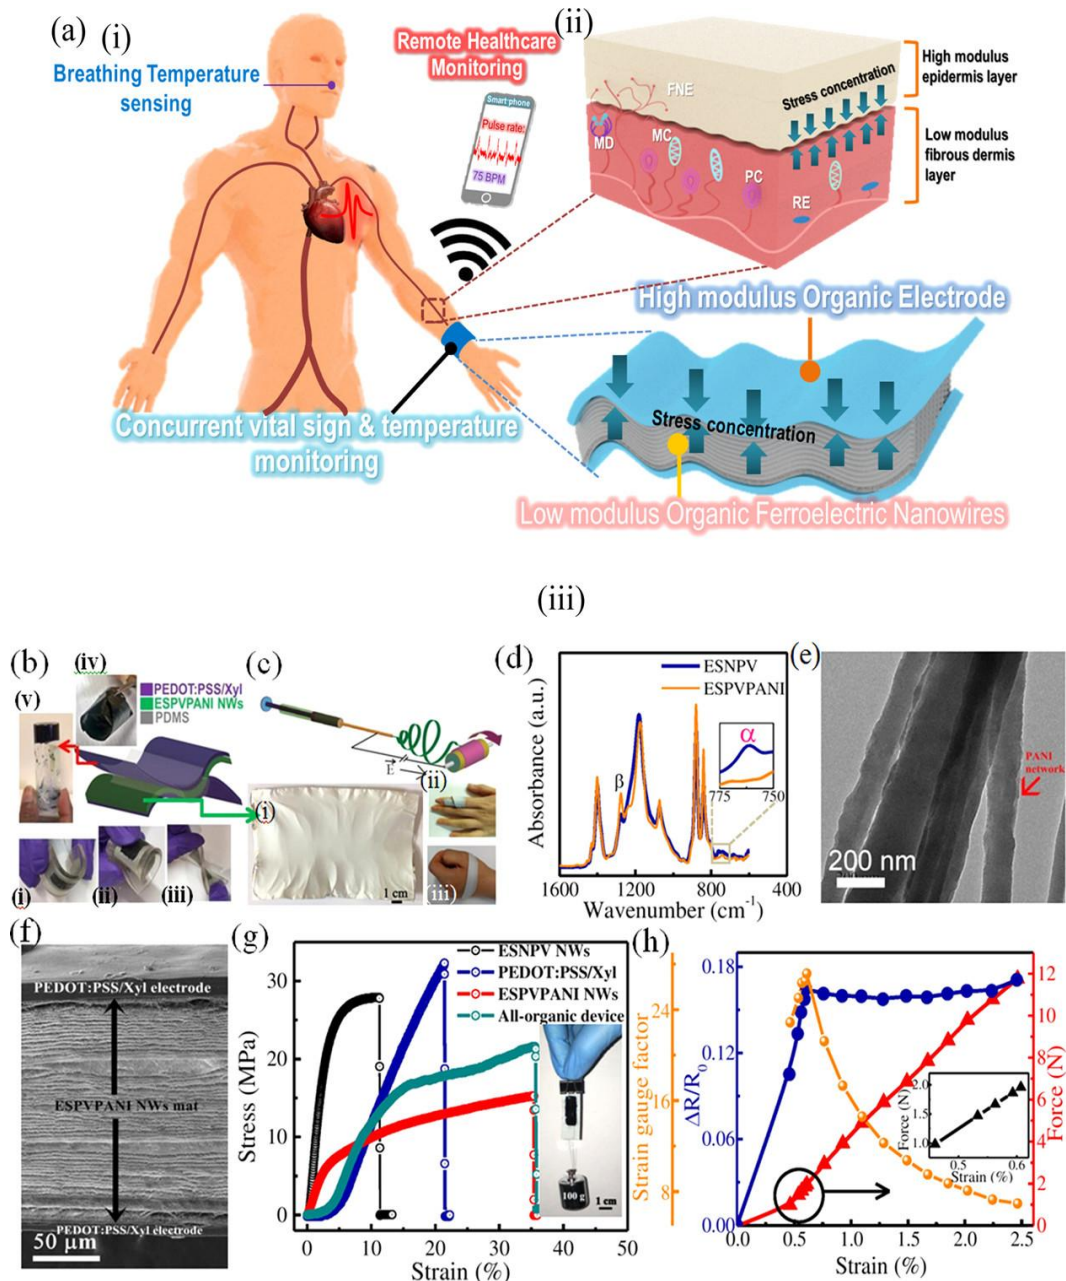 (a)
(i)
Breathing Temperature
sensing
Remote Healthcare
Monitoring
Smart phone
Pulse rate:
75 BPM
Concurrent vital sign & temperature
monitoring
(ii)
FNE
MD
MC
PC
RE
Stress concentration
High modulus
epidermis layer
Low modulus
fibrous dermis
layer
High modulus Organic Electrode
Stress concentration
Low modulus Organic Ferroelectric Nanowires
(iii)
(b)
(iv)
(v)
PEDOT:PSS/Xyl
ESPVPANI NWs
PDMS
(i)
(ii)
(iii)
(c)
E
(ii)
(i)
(iii)
1 cm
(d)
ESNPV
ESPVPANI
β
α
775
750
Absorbance (a.u.)
1600
1200
800
400
Wavenumber (cm-1)
(e)
PANI
network
200 nm
(f)
PEDOT:PSS/Xyl electrode
ESPVPANI NWs mat
PEDOT:PSS/Xyl electrode
50 μm
(g)
ESNPV NWs
PEDOT:PSS/Xyl
ESPVPANI NWs
All-organic device
100 g
1 cm
Stress (MPa)
30
20
10
0
0
10
20
30
40
50
Strain (%)
(h)
Strain gauge factor
24
16
8
ΔR/Ro
0.18
0.12
0.06
0.00
Force (N)
12
10
8
6
4
2
0
Force (N)
2.0
1.5
1.0
0.5
0.6
Strain (%)
0.0
0.5
1.0
1.5
2.0
2.5
Strain (%)